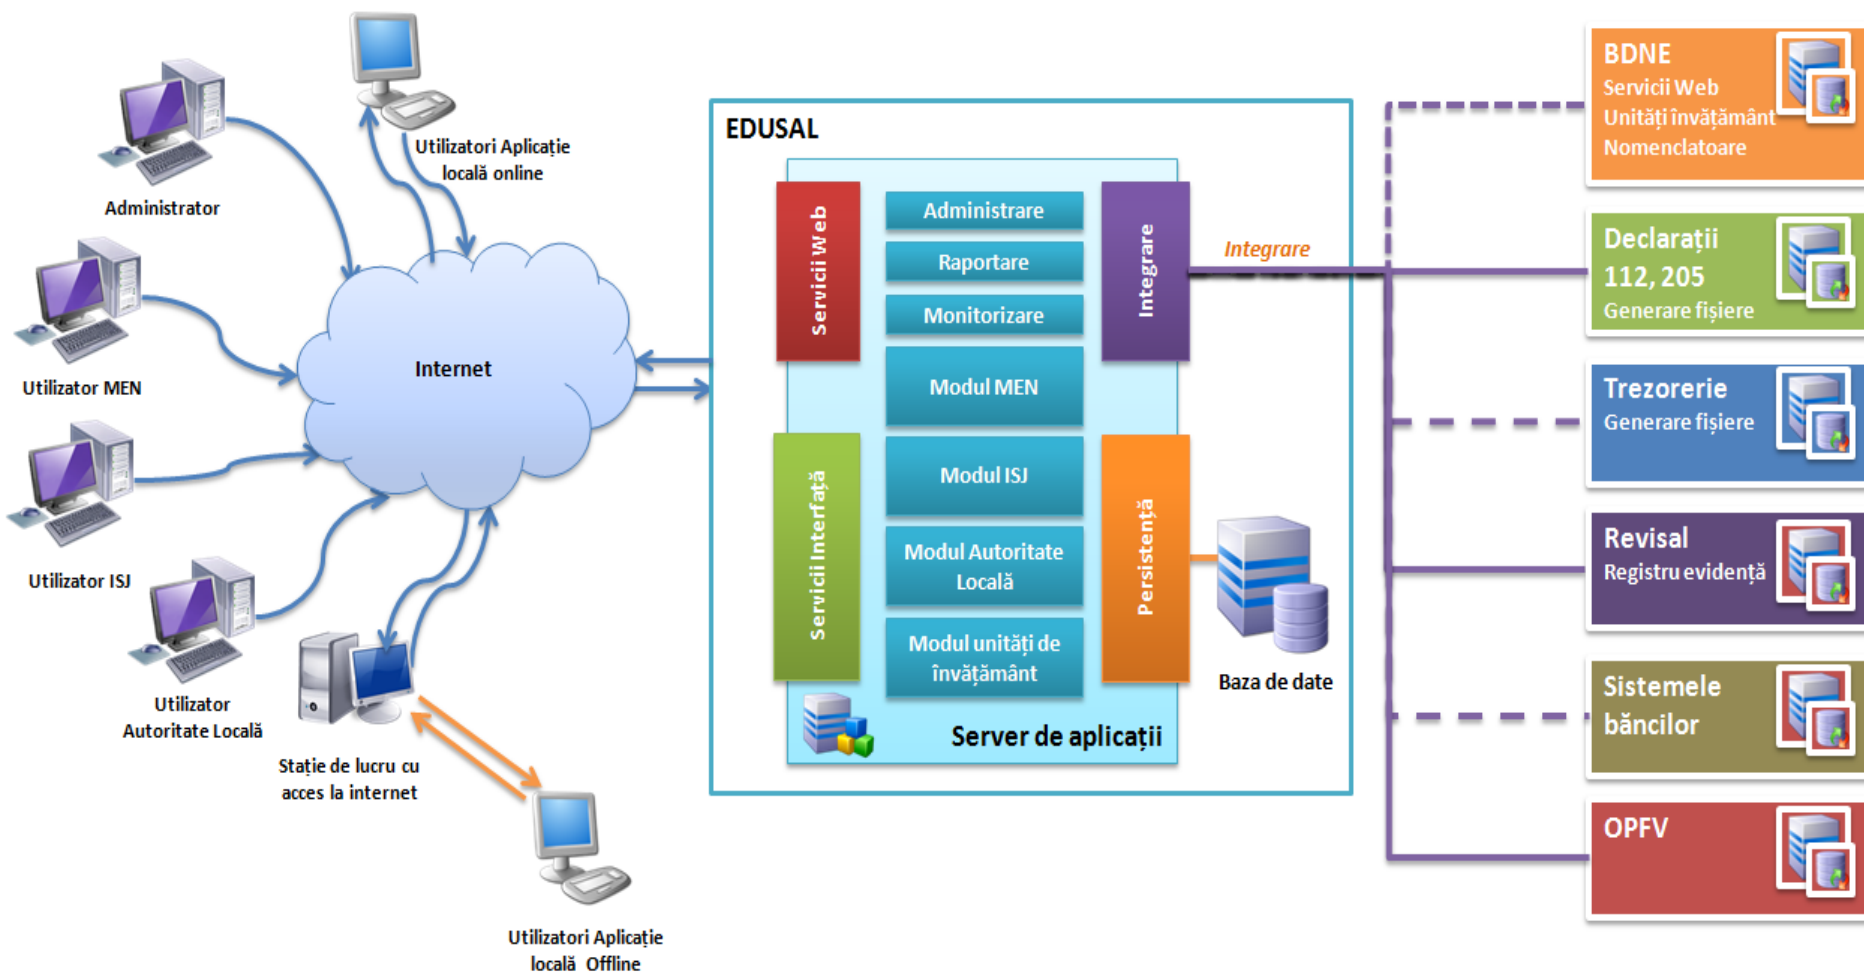 Administrator
Utilizatori Aplicație
locală online
Utilizator MEN
Utilizator ISJ
Utilizator
Autoritate Locală
Internet
Stație de lucru cu
acces la internet
Utilizatori Aplicație
locală Offline
EDUSAL
Servicii Web
Servicii Interfață
Administrare
Raportare
Monitorizare
Modul MEN
Modul ISJ
Modul Autoritate
Locală
Modul unități de
învățământ
Integrare
Persistență
Server de aplicații
Baza de date
Integrare
BDNE
Servicii Web
Unități învățământ
Nomenclatoare
Declarații
112, 205
Generare fișiere
Trezorerie
Generare fișiere
Revisal
Registru evidență
Sistemele
băncilor
OPFV